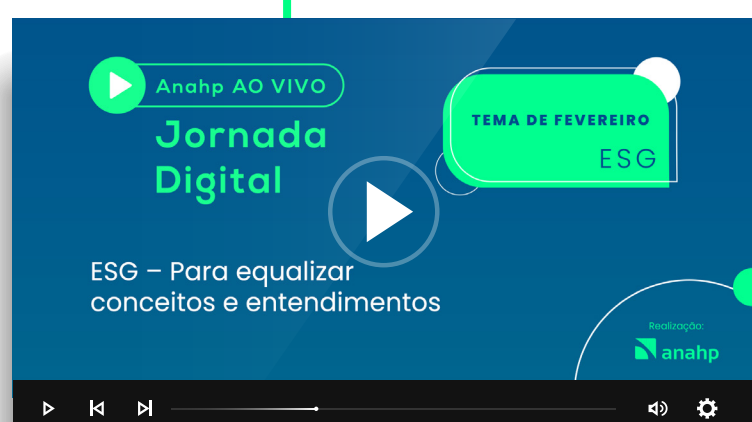 Anahp AO VIVO
Jornada
Digital
TEMA DE FEVEREIRO
ESG
ESG – Para equalizar
conceitos e entendimentos
Realização:
anahp